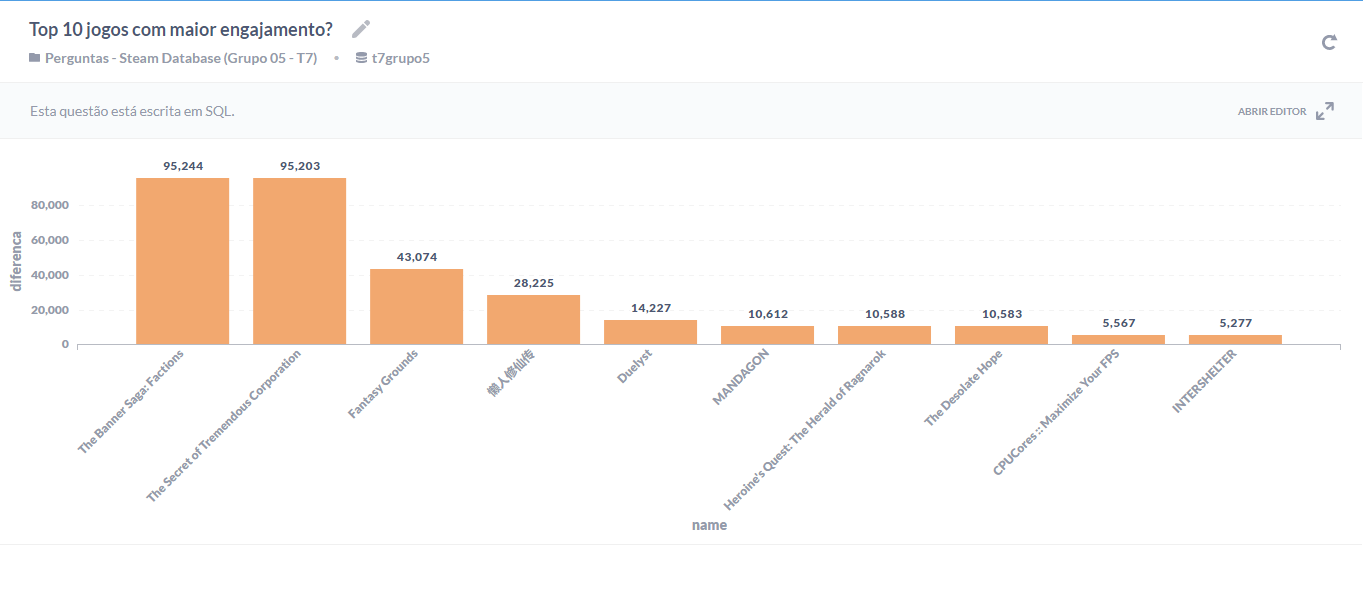 Top 10 jogos com maior engajamento?
Perguntas - Steam Database (Grupo 05 - T7) • t7grupo5
Esta questão está escrita em SQL.
ABRIR EDITOR
diferenca
80,000
60,000
40,000
20,000
0
95,244
95,203
43,074
28,225
14,227
10,612
10,588
10,583
5,567
5,277
The Banner Saga: Factions
The Secret of Tremendous Corporation
Fantasy Grounds
懒人修仙传
Duelyst
MANDAGON
Heroine's Quest: The Herald of Ragnarok
The Desolate Hope
CPUCores :: Maximize Your FPS
INTERSHELTER
name